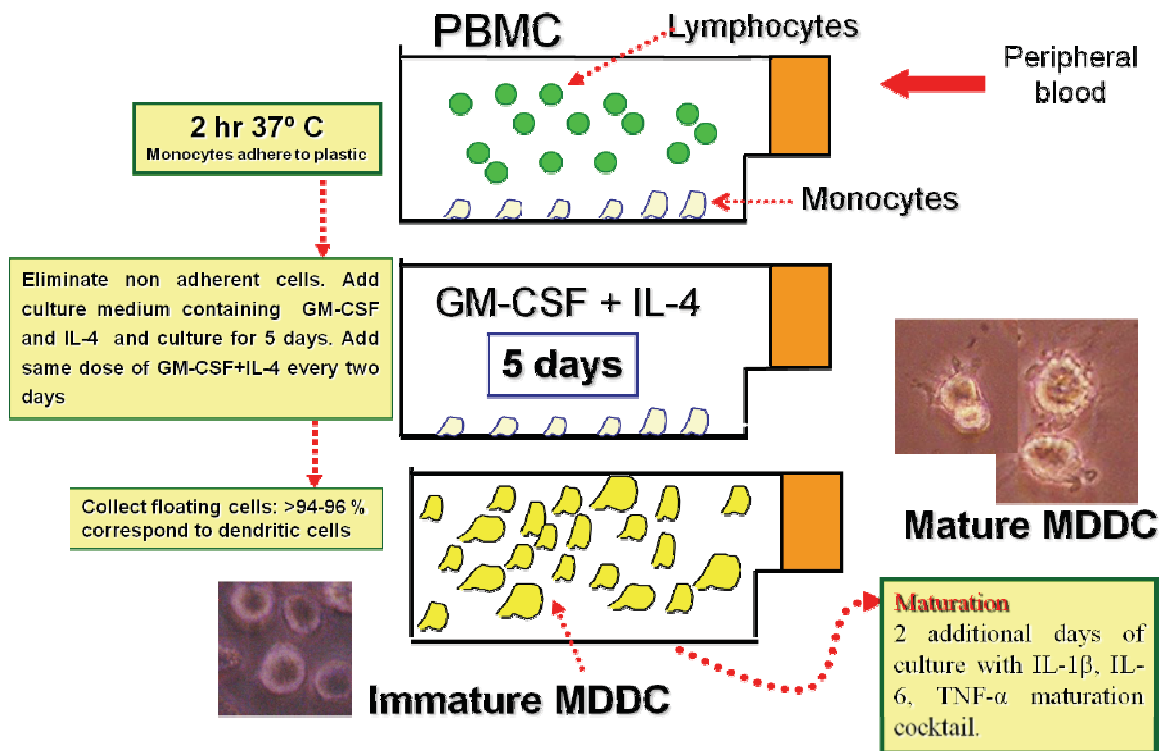 PBMC
Lymphocytes
Peripheral
blood
2 hr 37º C
Monocytes adhere to plastic
Monocytes
Eliminate non adherent cells. Add
culture medium containing GM-CSF
and IL-4 and culture for 5 days. Add
same dose of GM-CSF+IL-4 every two
days
GM-CSF + IL-4
5 days
Collect floating cells: >94-96 %
correspond to dendritic cells
Mature MDDC
Immature MDDC
Maturation
2 additional days of
culture with IL-1β, IL-
6, TNF-α maturation
cocktail.